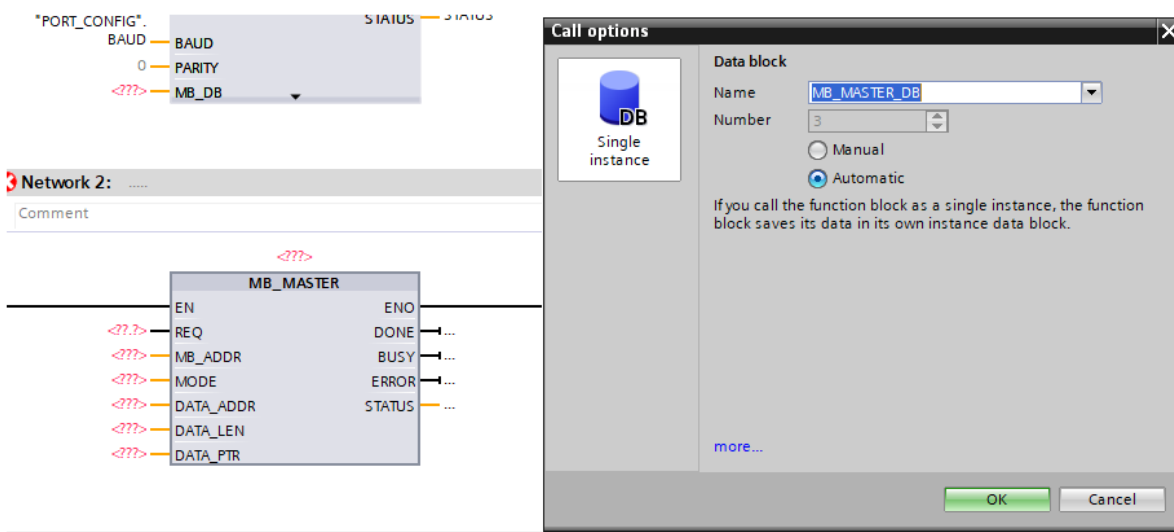 "PORT_CONFIG".
BAUD
BAUD
0
PARITY
<???>
MB_DB
STATUS
STATUS
Network 2: .....
Comment
<???>
MB_MASTER
EN
ENO
<??.?>
REQ
DONE
...
<???>
MB_ADDR
BUSY
...
<???>
MODE
ERROR
...
<???>
DATA_ADDR
STATUS
...
<???>
DATA_LEN
<???>
DATA_PTR
Call options
DB
Single
instance
Data block
Name
MB_MASTER_DB
Number
3
Manual
Automatic
If you call the function block as a single instance, the function
block saves its data in its own instance data block.
more...
OK
Cancel